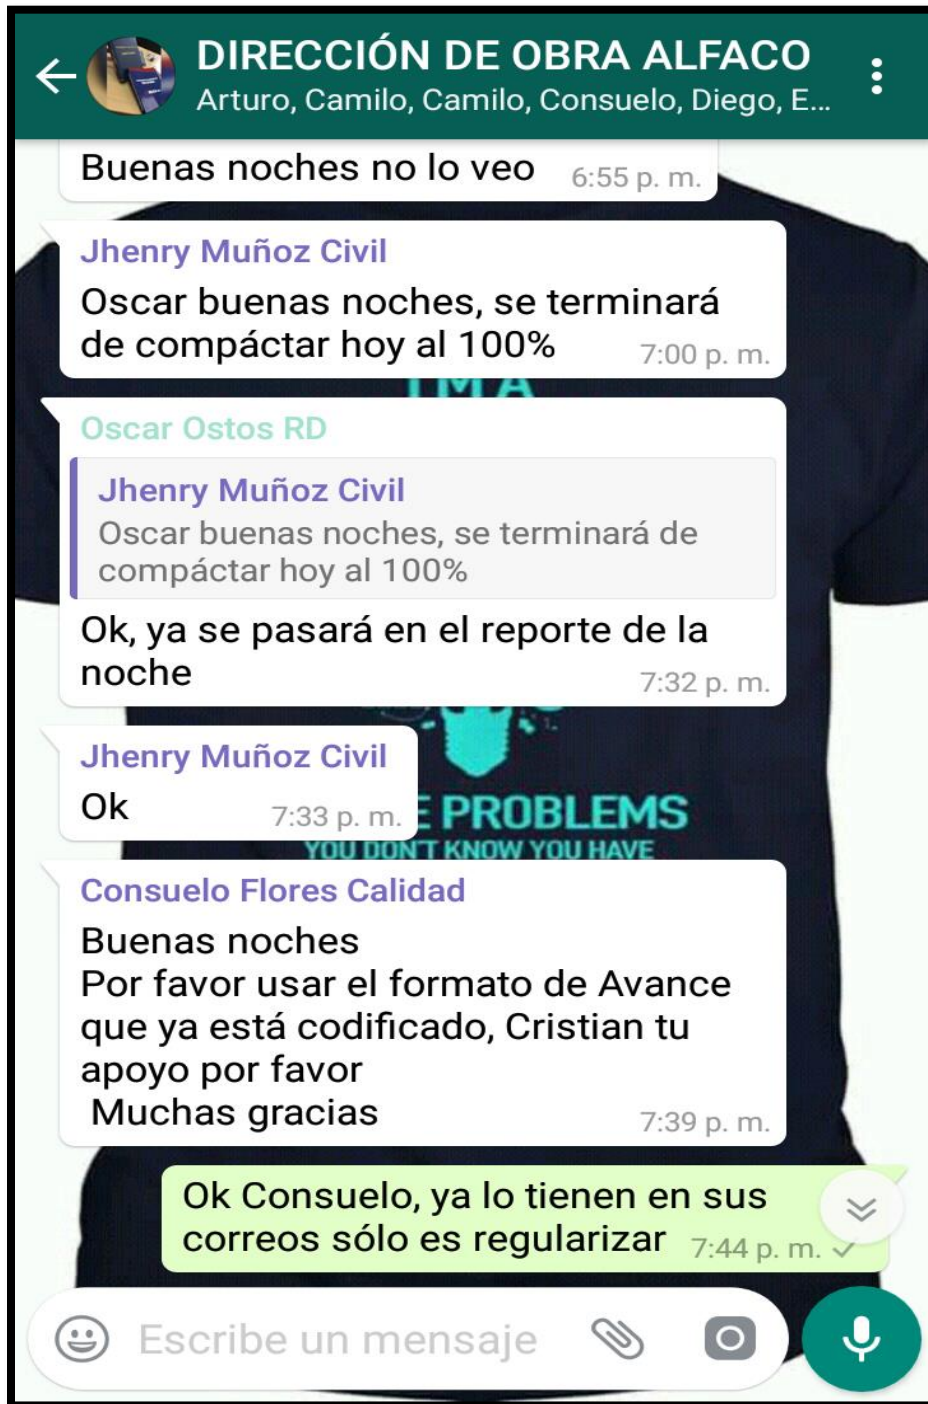 DIRECCIÓN DE OBRA ALFACO
Arturo, Camilo, Camilo, Consuelo, Diego, E...
Buenas noches no lo veo 6:55 p. m.
Jhenry Muñoz Civil
Oscar buenas noches, se terminará
de compáctar hoy al 100% 7:00 p. m.
I'M A
Oscar Ostos RD
Jhenry Muñoz Civil
Oscar buenas noches, se terminará de
compáctar hoy al 100%
Ok, ya se pasará en el reporte de la
noche 7:32 p. m.
Jhenry Muñoz Civil
Ok 7:33 p. m.
PROBLEMS
YOU DON'T KNOW YOU HAVE
Consuelo Flores Calidad
Buenas noches
Por favor usar el formato de Avance
que ya está codificado, Cristian tu
apoyo por favor
Muchas gracias 7:39 p. m.
Ok Consuelo, ya lo tienen en sus
correos sólo es regularizar 7:44 p. m.
Escribe un mensaje